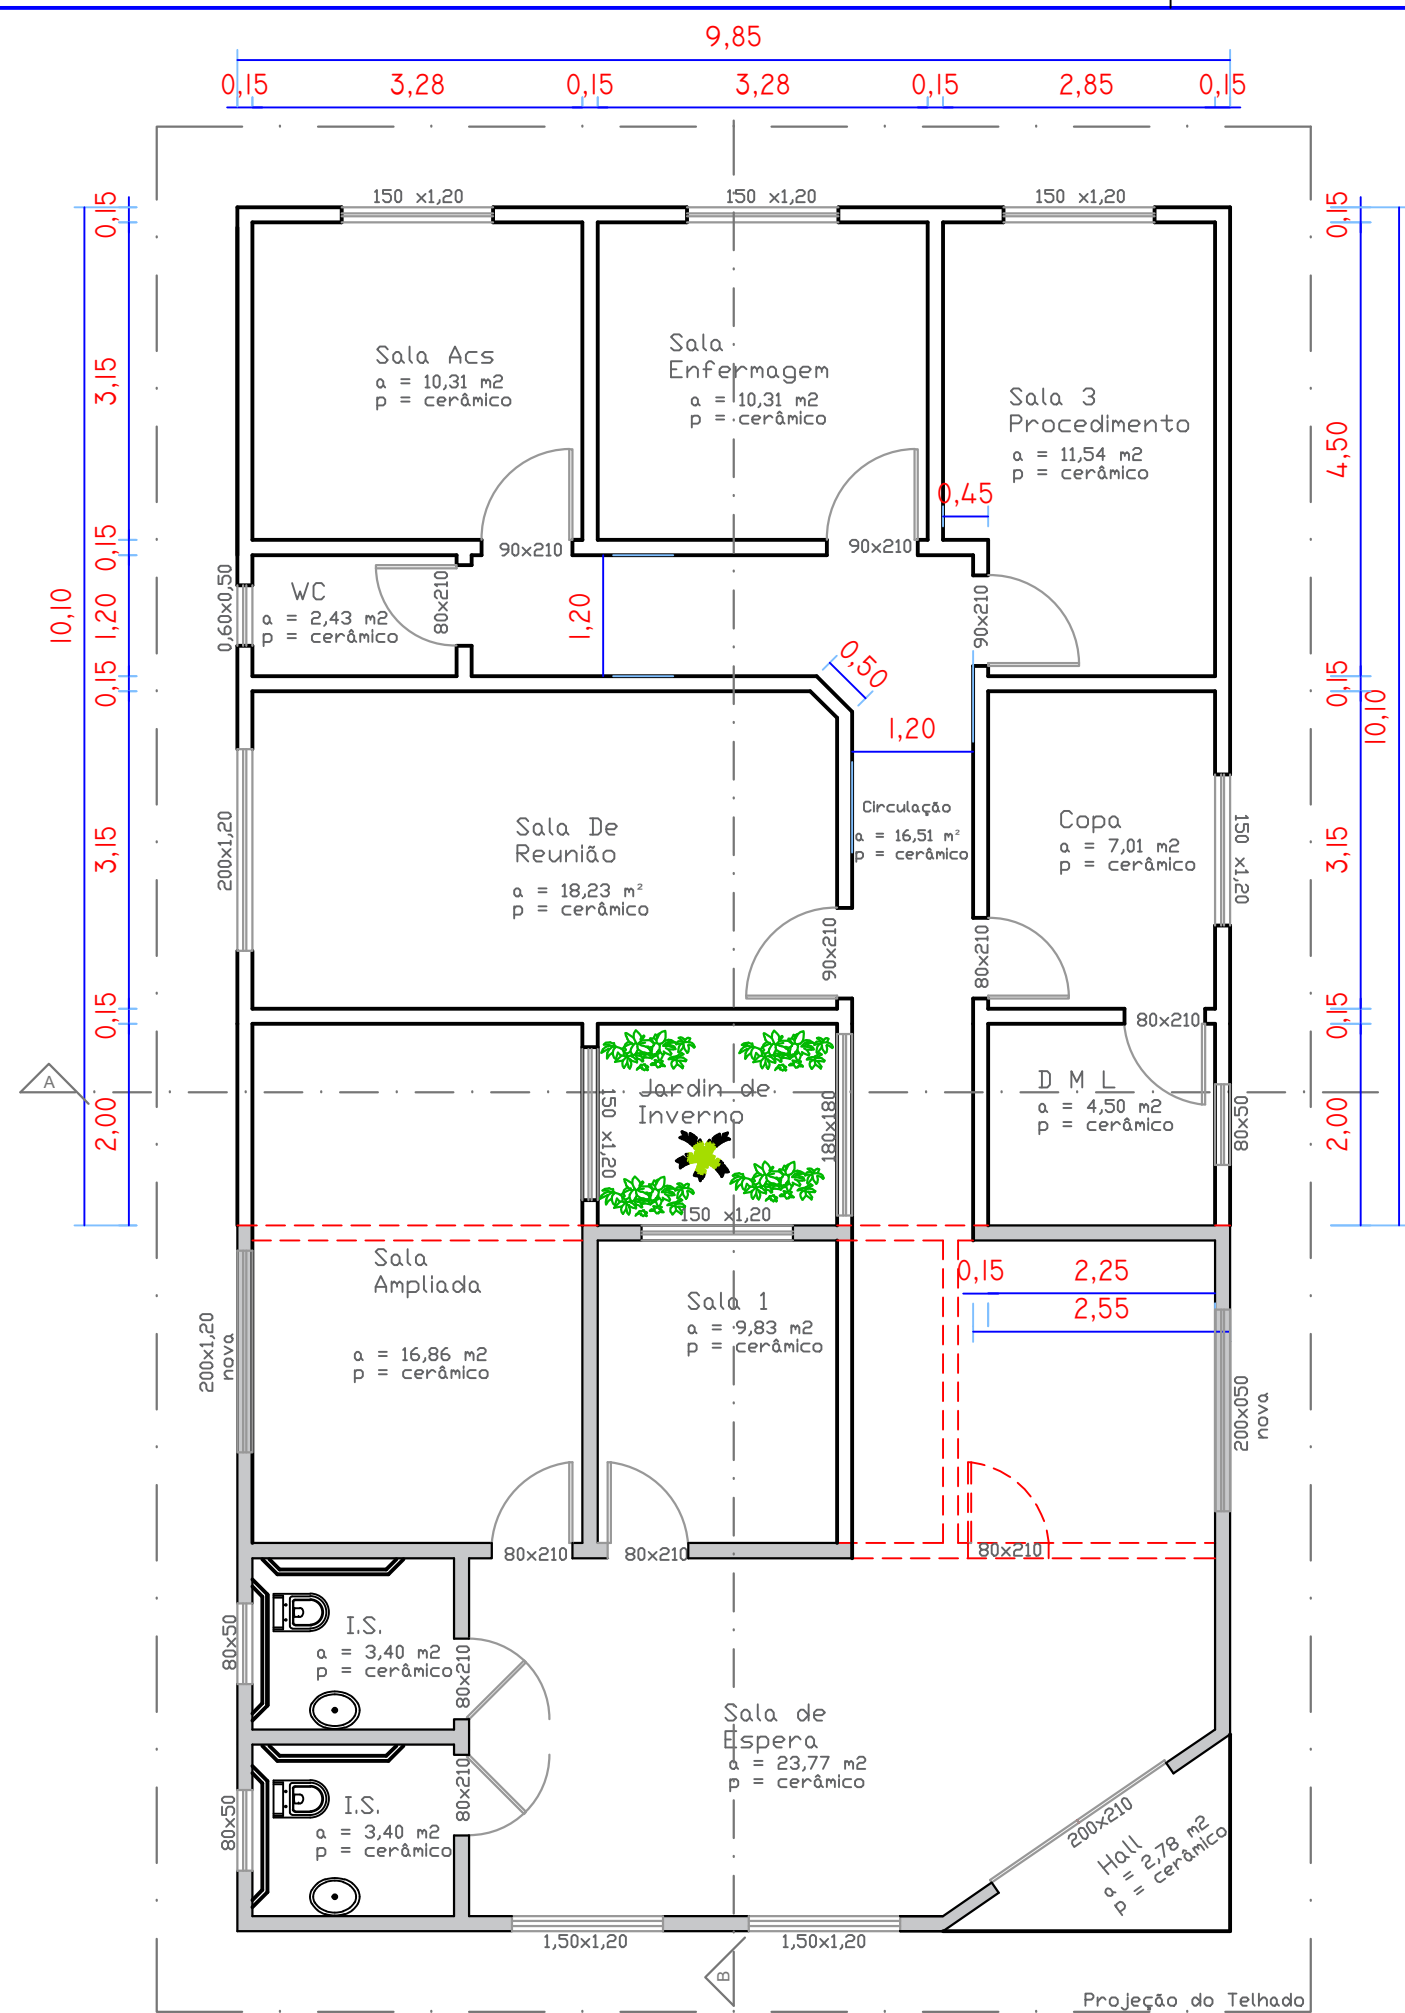 9,85
0,15
3,28
0,15
3,28
0,15
2,85
0,15
150 x1,20
150 x1,20
150 x1,20
0,15
0,15
3,15
4,50
Sala Acs
a = 10,31 m2
p = cerâmico
Sala
Enfermagem
a = 10,31 m2
p = cerâmico
Sala 3
Procedimento
a = 11,54 m2
p = cerâmico
0,45
90x210
90x210
0,15
10,10
1,20
0,15
0,60x0,50
WC
a = 2,43 m2
p = cerâmico
80x210
1,20
90x210
0,50
0,15
10,10
1,20
Circulação
a = 16,51 m²
p = cerâmico
Copa
a = 7,01 m2
p = cerâmico
150 x1,20
3,15
3,15
200x1,20
Sala De
Reunião
a = 18,23 m²
p = cerâmico
90x210
80x210
0,15
0,15
80x210
A
2,00
2,00
150 x1,20
Jardin de
Inverno
180x180
D M L
a = 4,50 m2
p = cerâmico
80x50
150 x1,20
Sala
Ampliada
a = 16,86 m2
p = cerâmico
200x1,20
nova
Sala 1
a = 9,83 m2
p = cerâmico
0,15
2,25
2,55
200x050
nova
80x210
80x210
80x210
80x50
I.S.
a = 3,40 m2
p = cerâmico
80x210
Sala de
Espera
a = 23,77 m2
p = cerâmico
80x50
I.S.
a = 3,40 m2
p = cerâmico
80x210
200x210
Hall
a = 2,78 m2
p = cerâmico
1,50x1,20
1,50x1,20
B
Projeção do Telhado